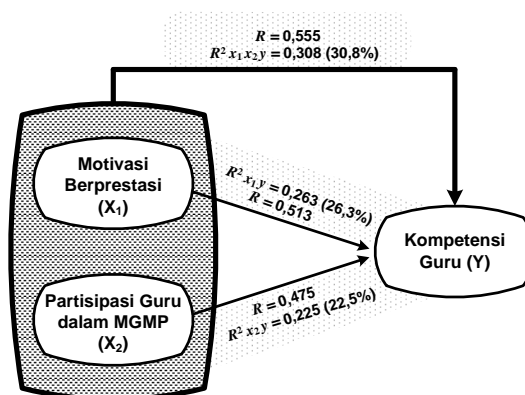 R = 0,555
R² x₁x₂y = 0,308 (30,8%)
Motivasi
Berprestasi
(X₁)
R² x₁y = 0,263 (26,3%)
R = 0,513
Kompetensi
Guru (Y)
Partisipasi Guru
dalam MGMP
(X₂)
R = 0,475
R² x₂y = 0,225 (22,5%)